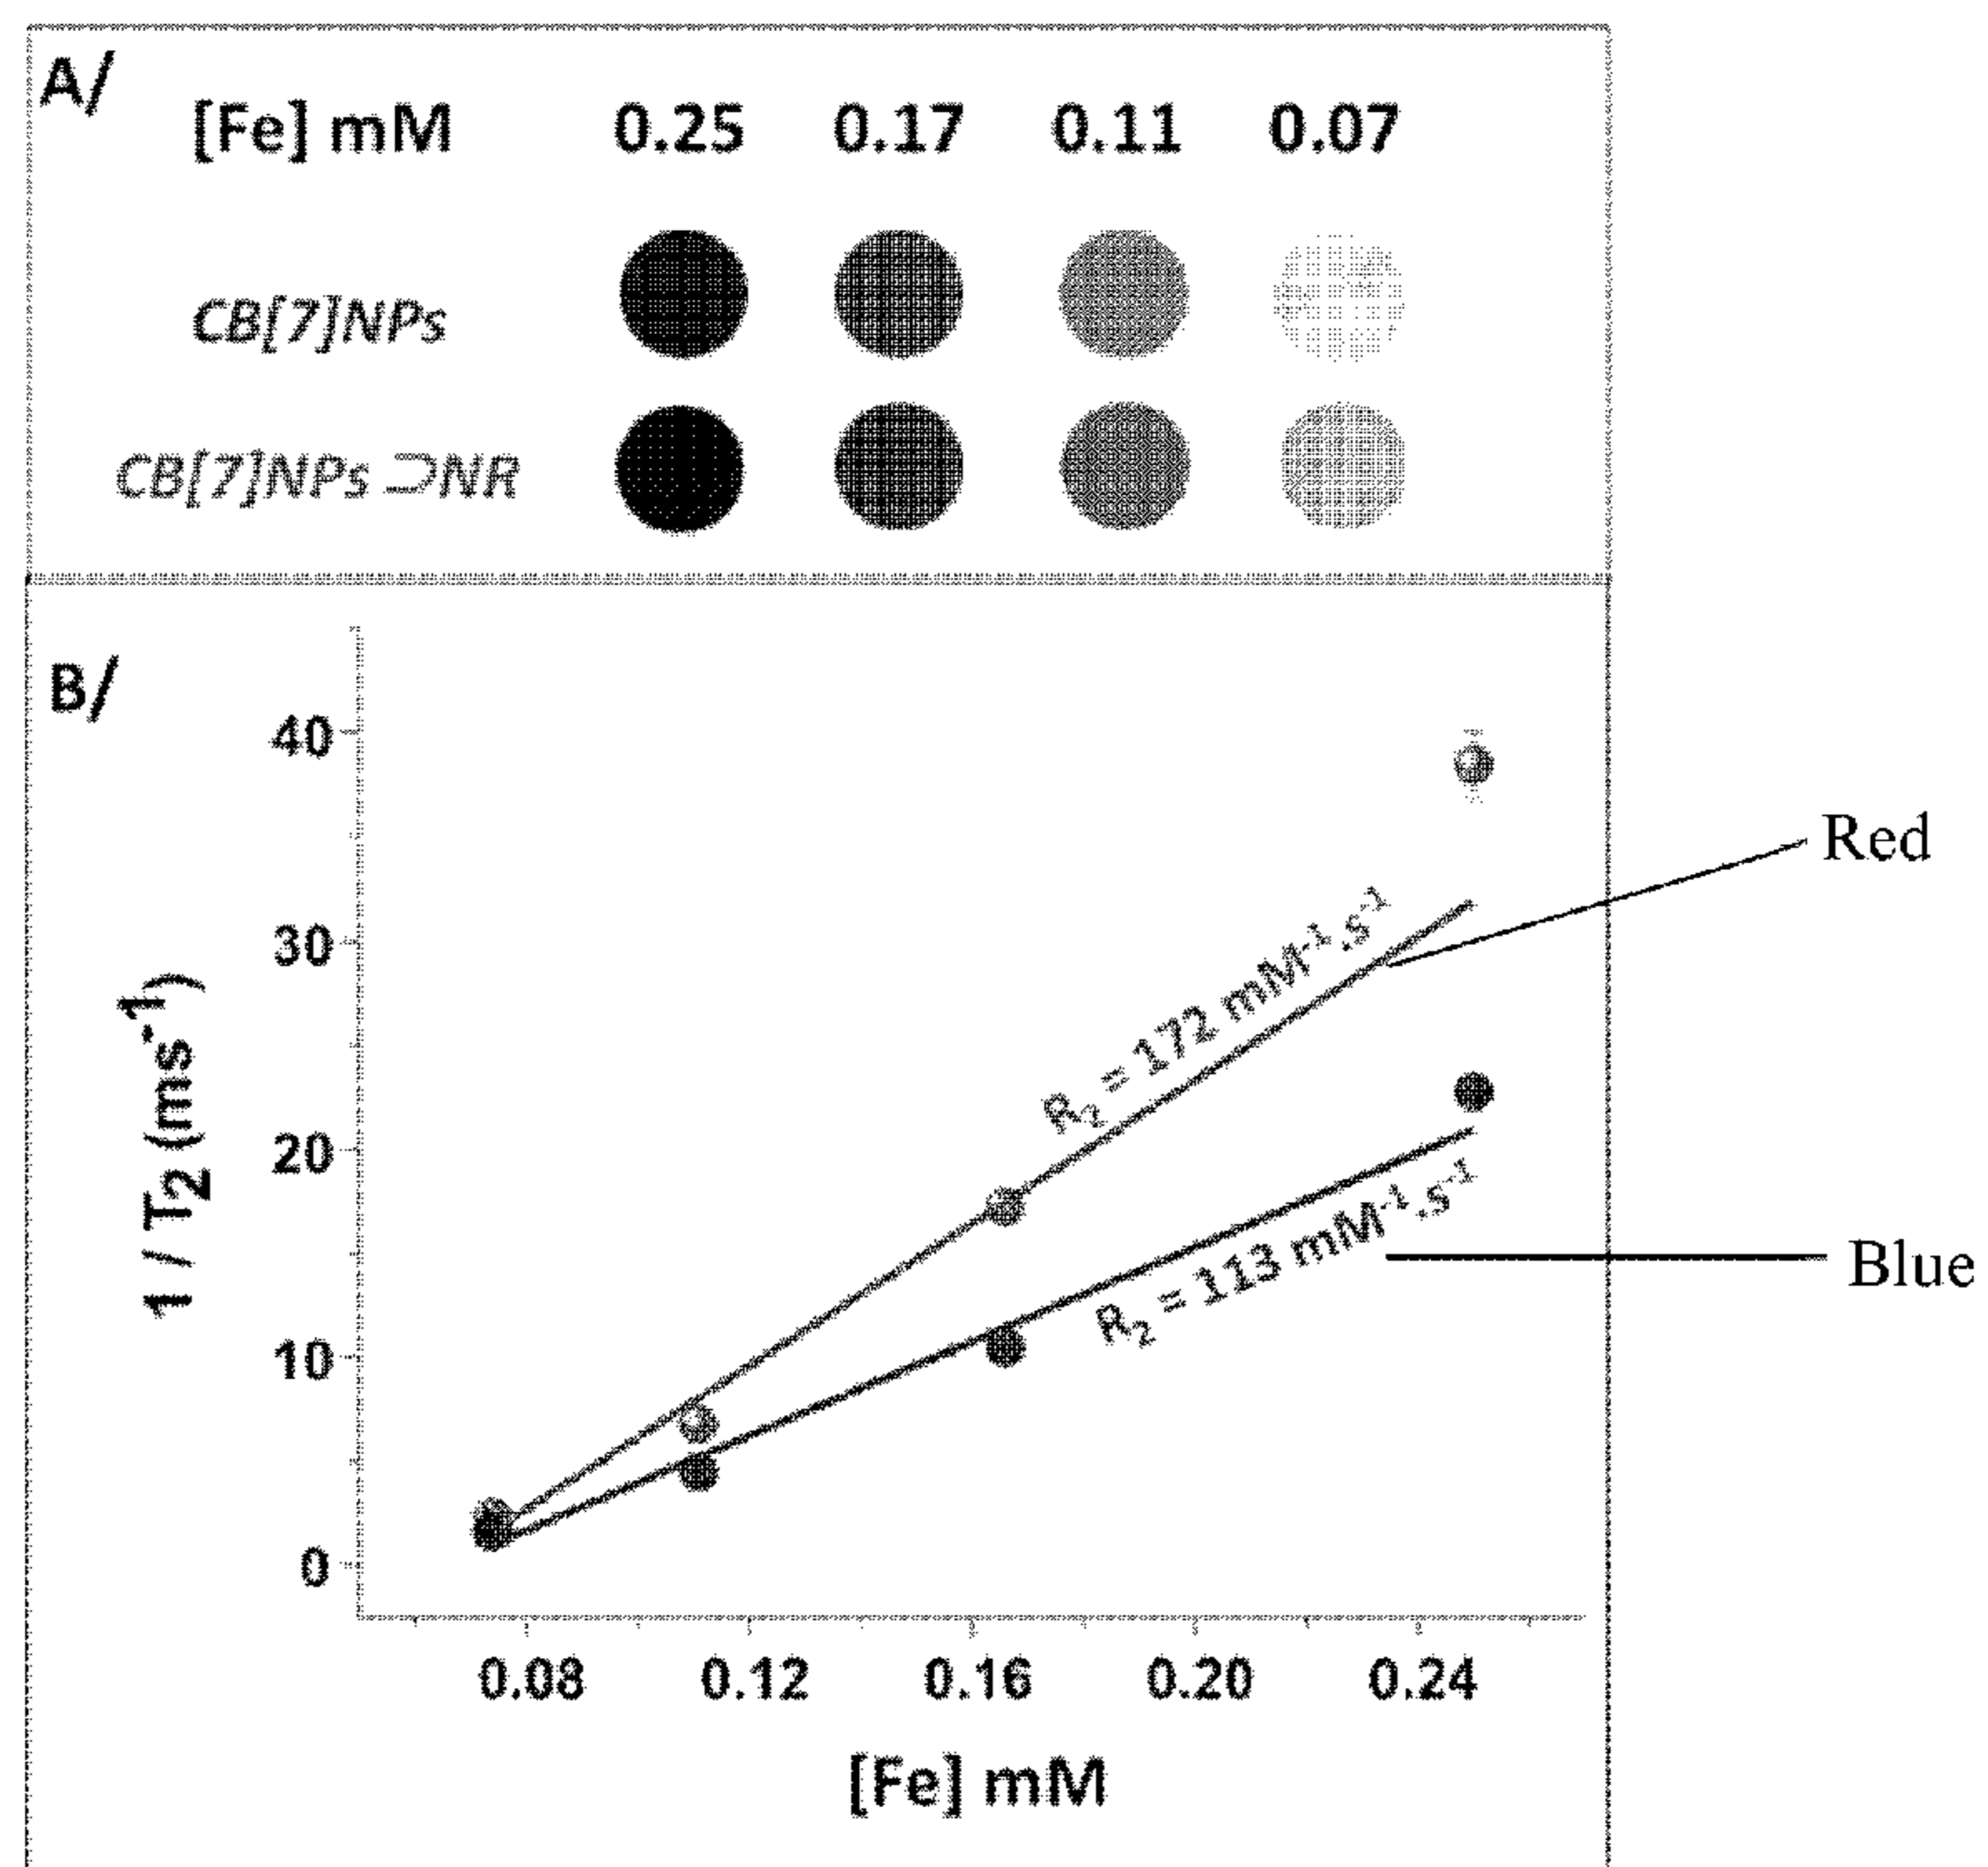 A/
[Fe] mM 0.25 0.17 0.11 0.07
CB[7]NPs
CB[7]NPs ⊃NR
B/
40
30
20
10
0
1 / T₂ (ms⁻¹)
R₂ = 172 mM⁻¹.s⁻¹
Red
R₂ = 113 mM⁻¹.s⁻¹
Blue
0.08 0.12 0.16 0.20 0.24
[Fe] mM